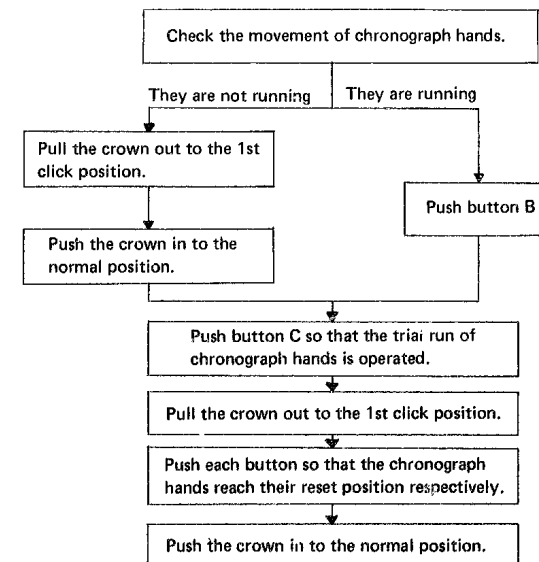 Check the movement of chronograph hands.
They are not running
They are running
Pull the crown out to the 1st
click position.
Push button B
Push the crown in to the
normal position.
Push button C so that the trial run of
chronograph hands is operated.
Pull the crown out to the 1st click position.
Push each button so that the chronograph
hands reach their reset position respectively.
Push the crown in to the normal position.